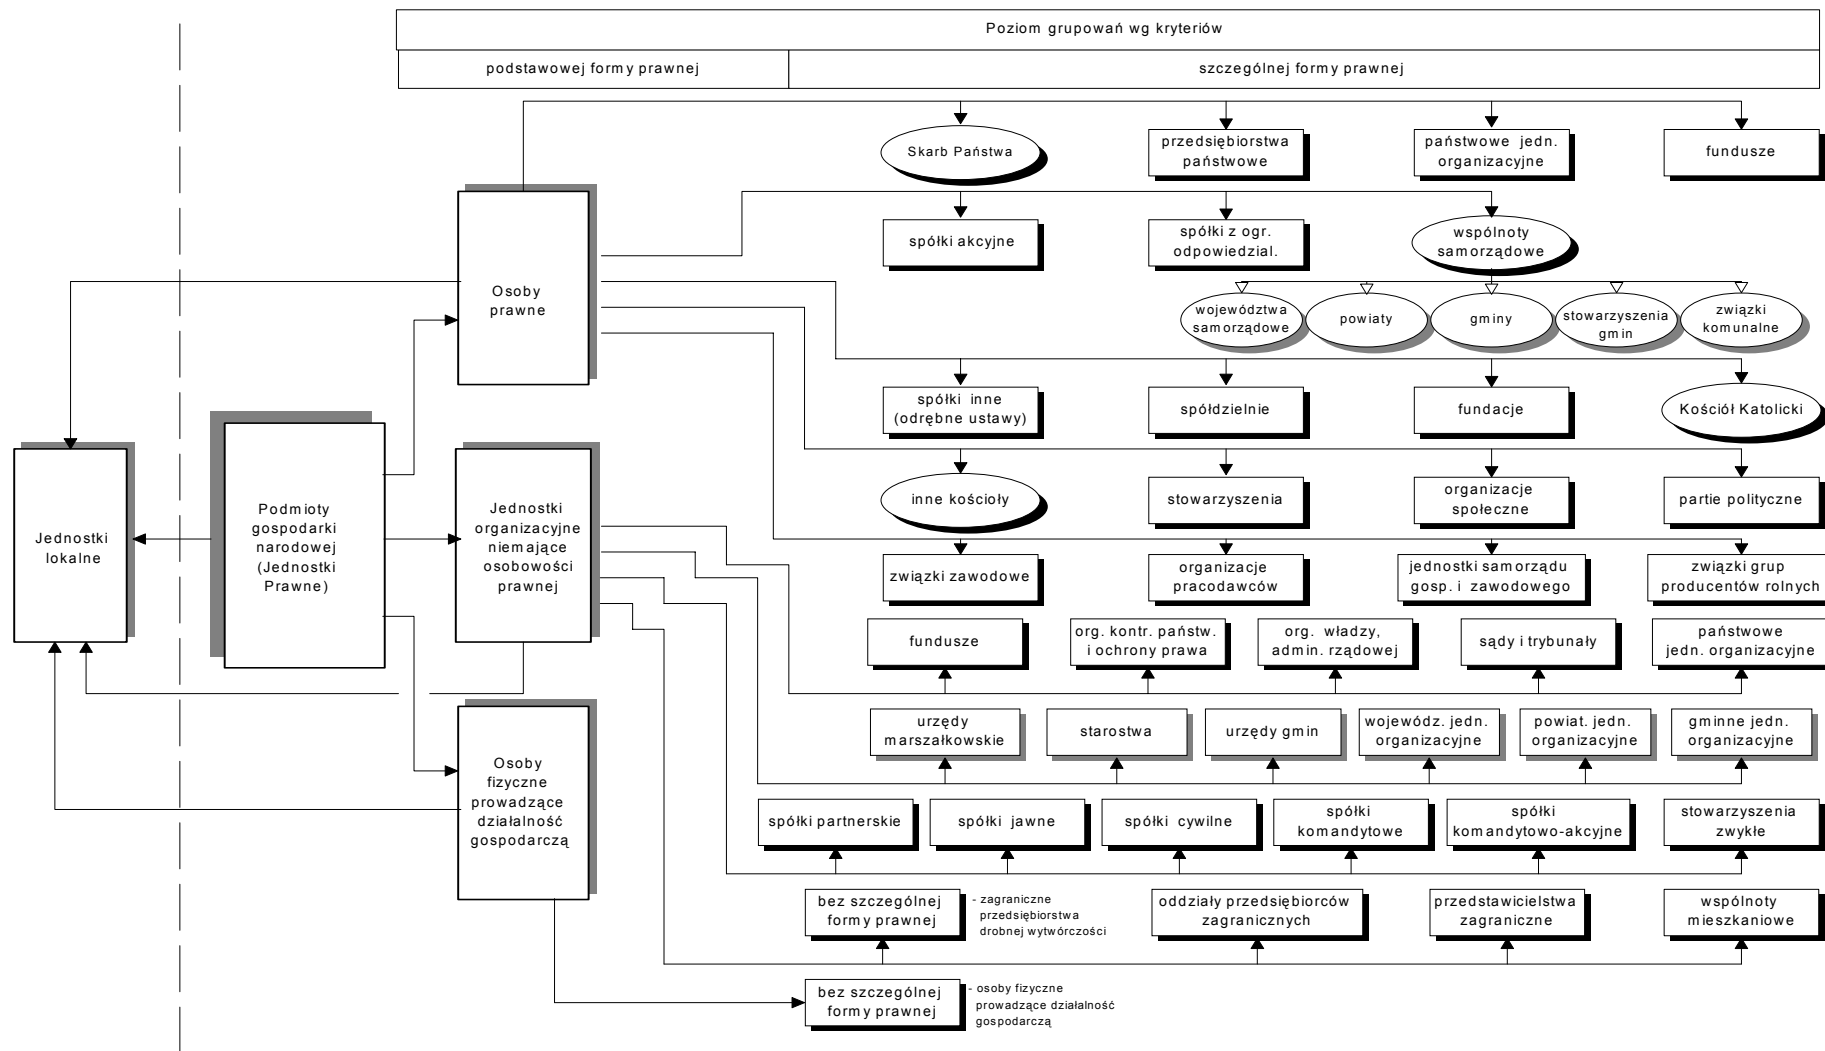 Poziom grupowań wg kryteriów
podstawowej formy prawnej
szczególnej formy prawnej
Skarb Państwa
przedsiębiorstwa
państwowe
państwowe jedn.
organizacyjne
fundusze
spółki akcyjne
spółki z ogr.
odpowiedzial.
wspólnoty
samorządowe
Osoby
prawne
województwa
samorządowe
powiaty
gminy
stowarzyszenia
gmin
związki
komunalne
spółki inne
(odrębne ustawy)
spółdzielnie
fundacje
Kościół Katolicki
inne kościoły
stowarzyszenia
organizacje
społeczne
partie polityczne
Jednostki
lokalne
Podmioty
gospodarki
narodowej
(Jednostki
Prawne)
Jednostki
organizacyjne
niemające
osobowości
prawnej
związki zawodowe
organizacje
pracodawców
jednostki samorządu
gosp. i zawodowego
związki grup
producentów rolnych
fundusze
org. kontr. państw.
i ochrony prawa
org. władzy,
admin. rządowej
sądy i trybunały
państwowe
jedn. organizacyjne
urzędy
marszałkowskie
starostwa
urzędy gmin
wojewódz. jedn.
organizacyjne
powiat. jedn.
organizacyjne
gminne jedn.
organizacyjne
Osoby
fizyczne
prowadzące
działalność
gospodarczą
spółki partnerskie
spółki jawne
spółki cywilne
spółki
komandytowe
spółki
komandytowo-akcyjne
stowarzyszenia
zwykłe
bez szczególnej
formy prawnej
- zagraniczne
przedsiębiorstwa
drobnej wytwórczości
oddziały przedsiębiorców
zagranicznych
przedstawicielstwa
zagraniczne
wspólnoty
mieszkaniowe
bez szczególnej
formy prawnej
- osoby fizyczne
prowadzące działalność
gospodarczą